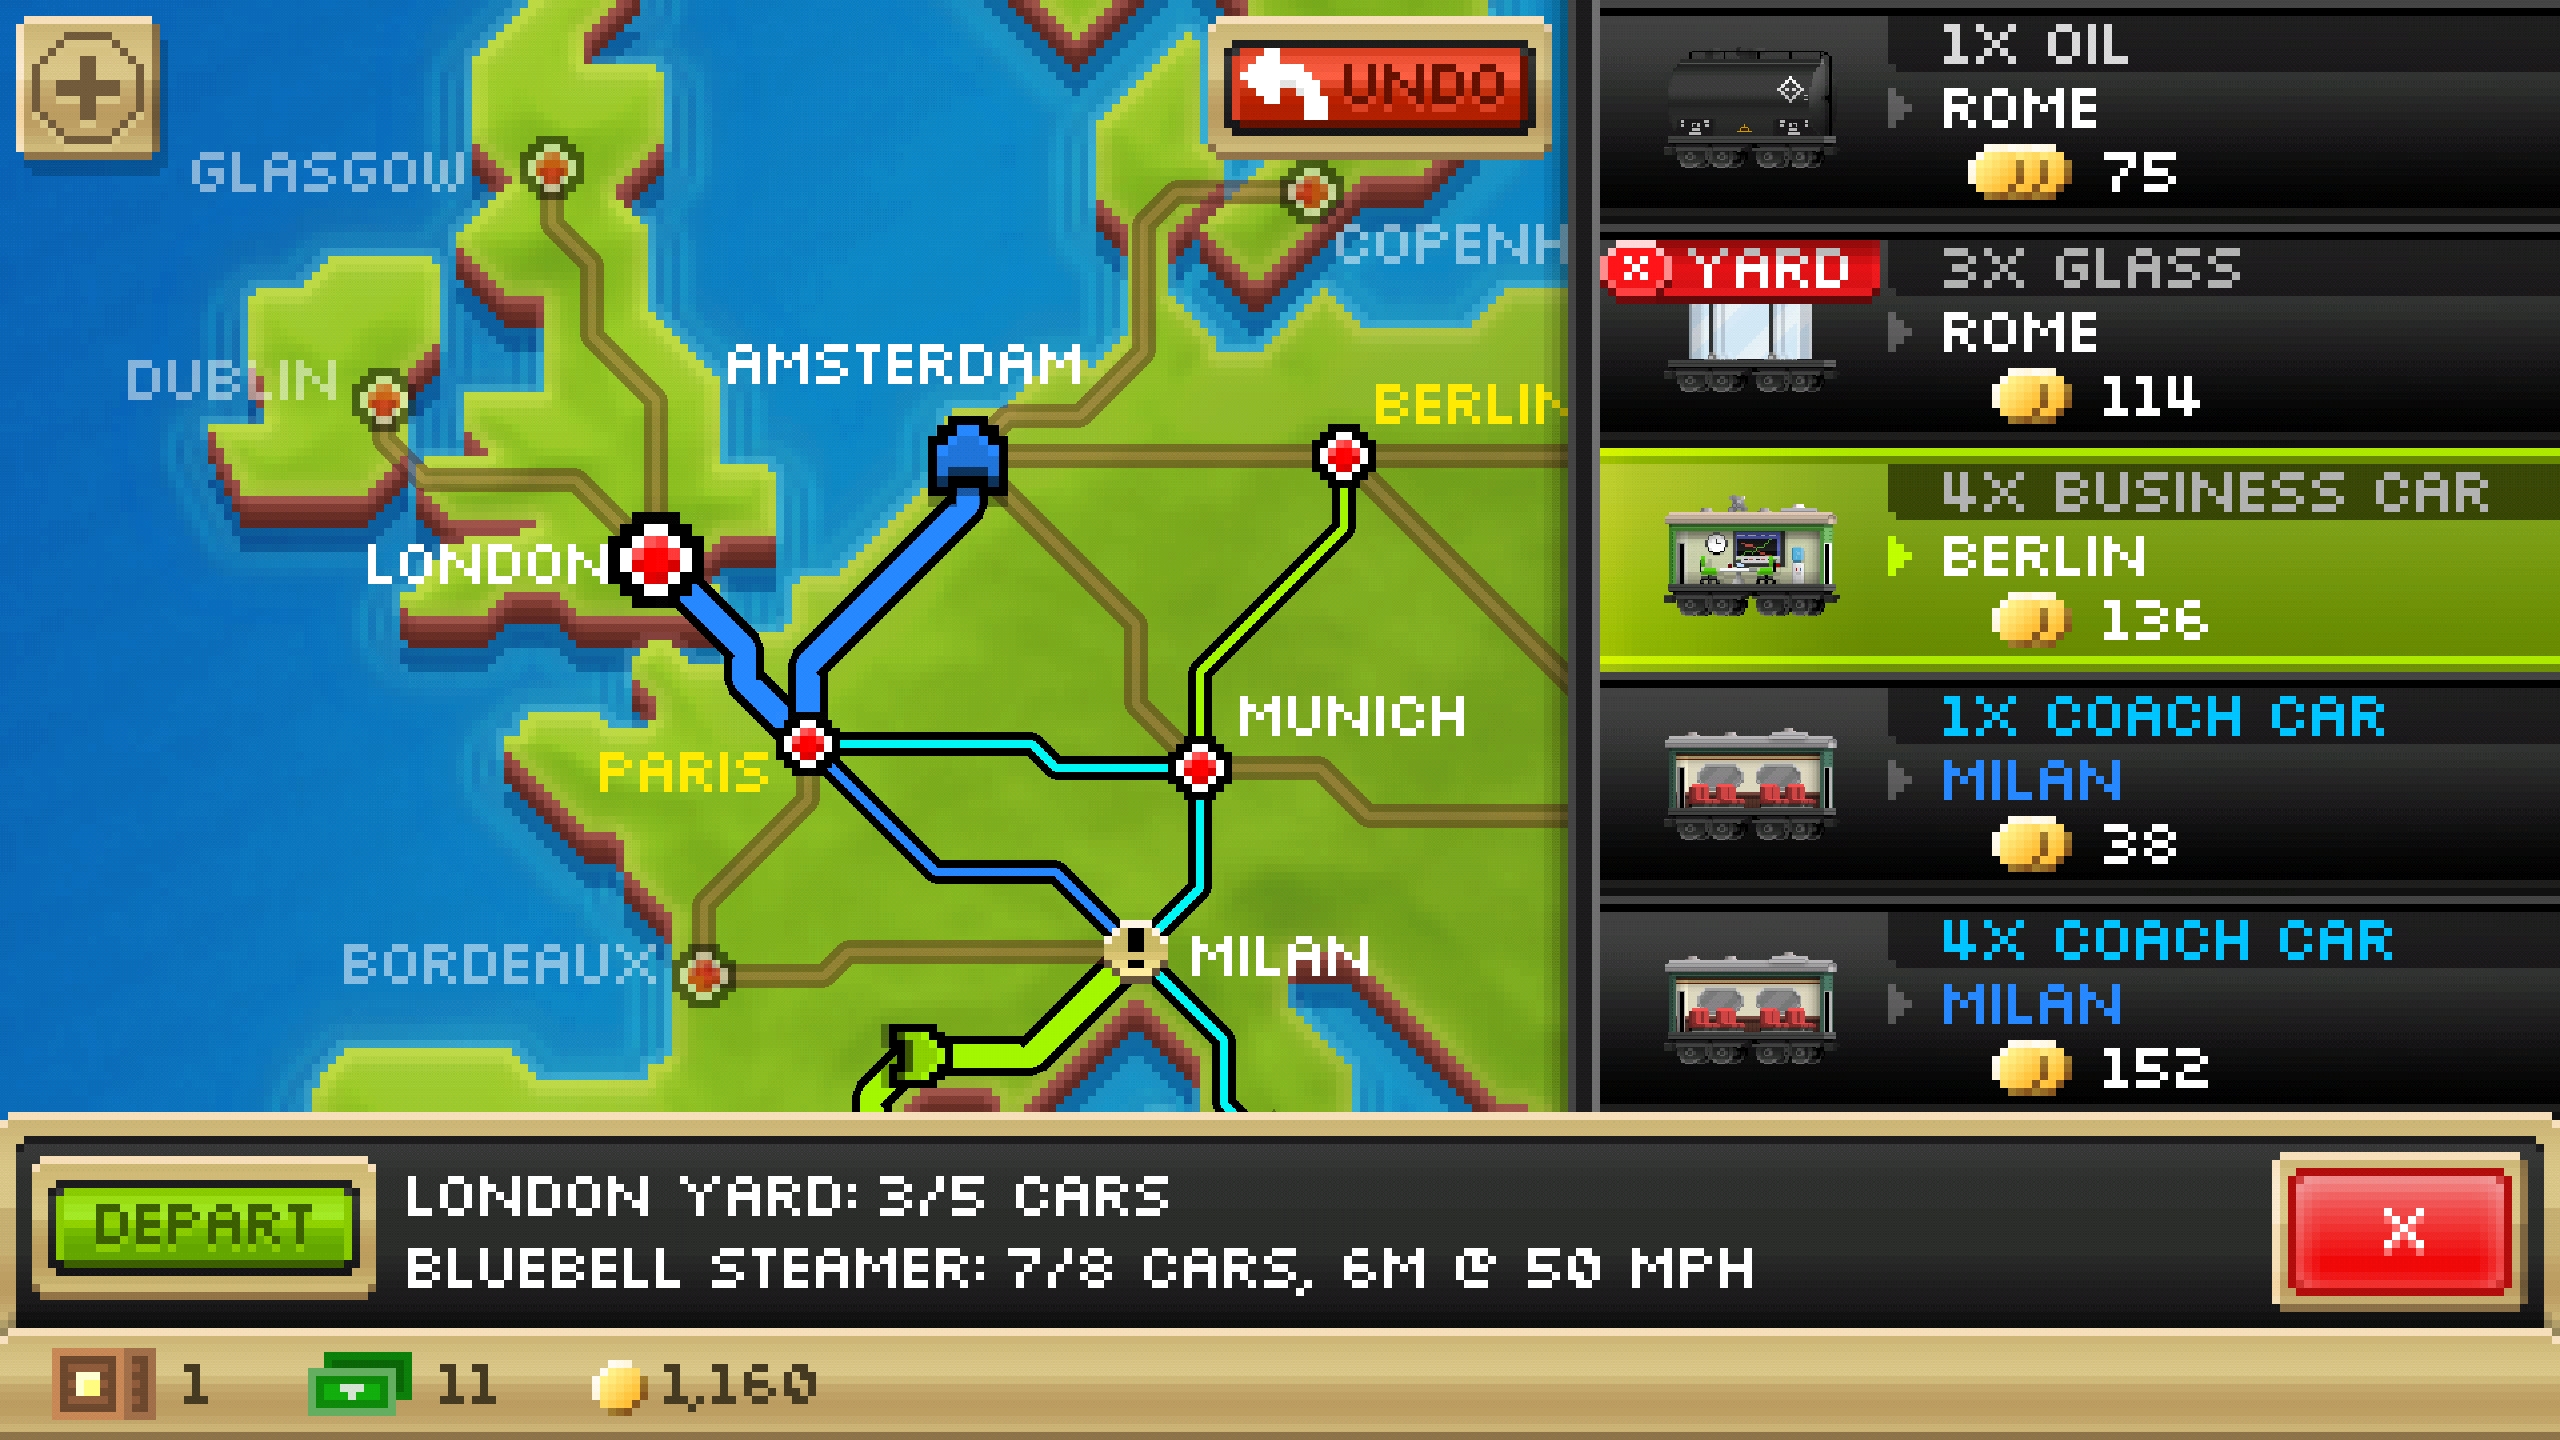 UNDO
GLASGOW
COPENH
DUBLIN
AMSTERDAM
BERLIN
LONDON
MUNICH
PARIS
BORDEAUX
MILAN
1X OIL
ROME
75
YARD
3X GLASS
ROME
114
4X BUSINESS CAR
BERLIN
136
1X COACH CAR
MILAN
38
4X COACH CAR
MILAN
152
DEPART
LONDON YARD: 3/5 CARS
BLUEBELL STEAMER: 7/8 CARS, 6M @ 50 MPH
X
1
11
1,160